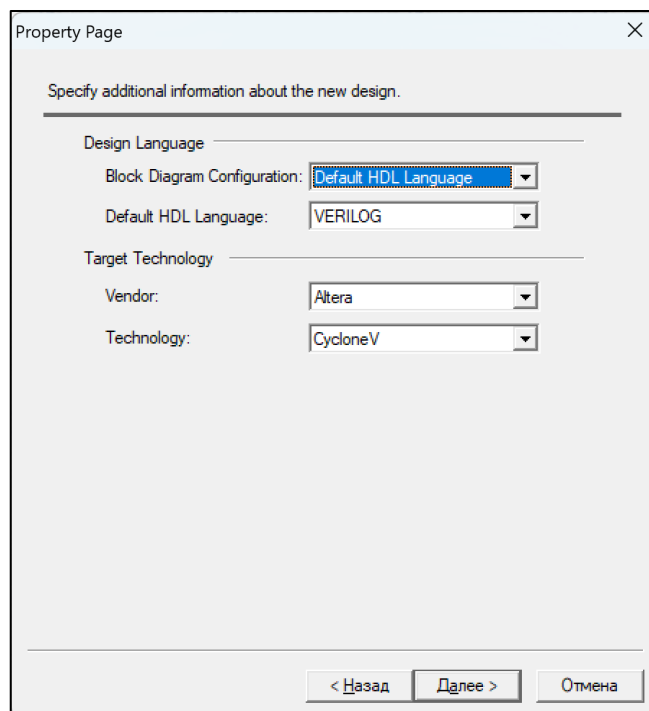 Property Page
Specify additional information about the new design.
Design Language
Block Diagram Configuration: Default HDL Language
Default HDL Language: VERILOG
Target Technology
Vendor: Altera
Technology: CycloneV
< Назад Далее > Отмена